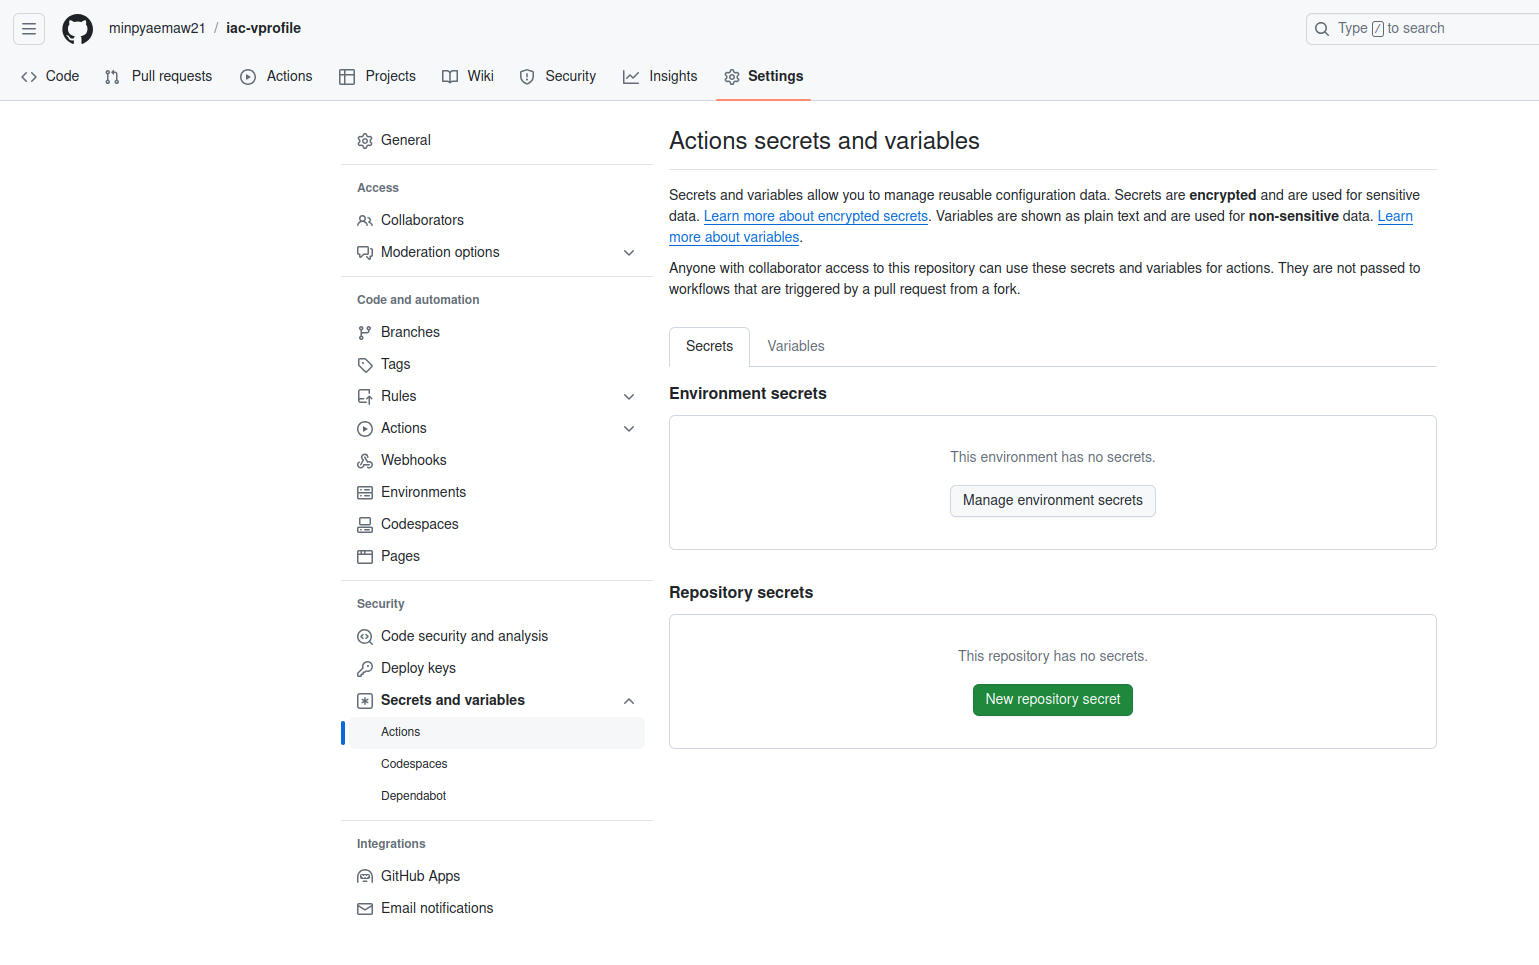 minpyaemaw21 / iac-vprofile
Type / to search
Code Pull requests Actions Projects Wiki Security Insights Settings
General
Access
Collaborators
Moderation options
Code and automation
Branches
Tags
Rules
Actions
Webhooks
Environments
Codespaces
Pages
Security
Code security and analysis
Deploy keys
Secrets and variables
Actions
Codespaces
Dependabot
Integrations
GitHub Apps
Email notifications
Actions secrets and variables
Secrets and variables allow you to manage reusable configuration data. Secrets are encrypted and are used for sensitive
data. Learn more about encrypted secrets. Variables are shown as plain text and are used for non-sensitive data. Learn
more about variables.
Anyone with collaborator access to this repository can use these secrets and variables for actions. They are not passed to
workflows that are triggered by a pull request from a fork.
Secrets Variables
Environment secrets
This environment has no secrets.
Manage environment secrets
Repository secrets
This repository has no secrets.
New repository secret